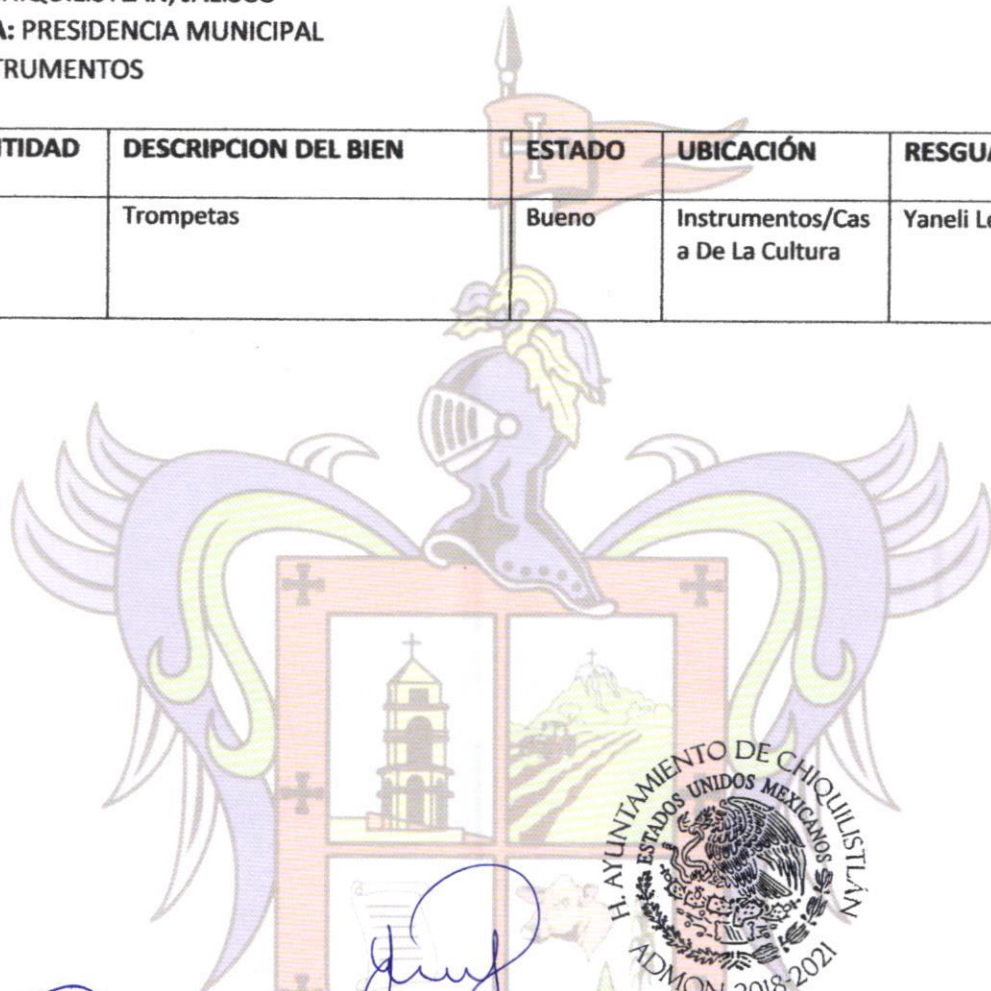 A: PRESIDENCIA MUNICIPAL
TRUMENTOS
TIDAD DESCRIPCION DEL BIEN ESTADO UBICACIÓN RESGUA
Trompetas Bueno Instrumentos/Cas Yaneli Le
a De La Cultura
H. AYUNTAMIENTO DE CHIQUILISTLÁN
ESTADOS UNIDOS MEXICANOS
ADMON. 2018-2021